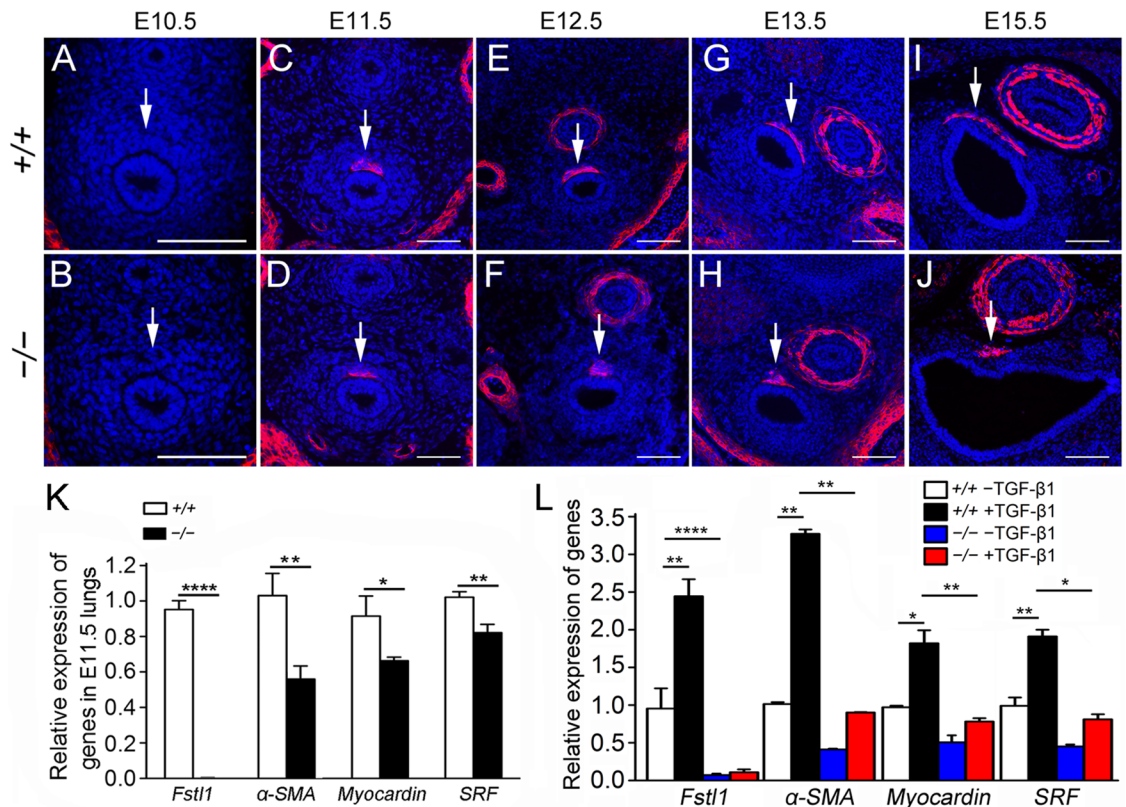 E10.5 E11.5 E12.5 E13.5 E15.5
A C E G I
+/+
B D F H J
−/−
K
+/+
−/−
Relative expression of
genes in E11.5 lungs
1.2
1.0
0.8
0.6
0.4
0.2
0.0
**** ** * **
Fstl1 α-SMA Myocardin SRF
L
+/+ −TGF-β1
+/+ +TGF-β1
−/− −TGF-β1
−/− +TGF-β1
Relative expression of genes
3.5
3.0
2.5
2.0
1.5
1.0
0.5
0.0
**** **
** **
** *
* **
Fstl1 α-SMA Myocardin SRF